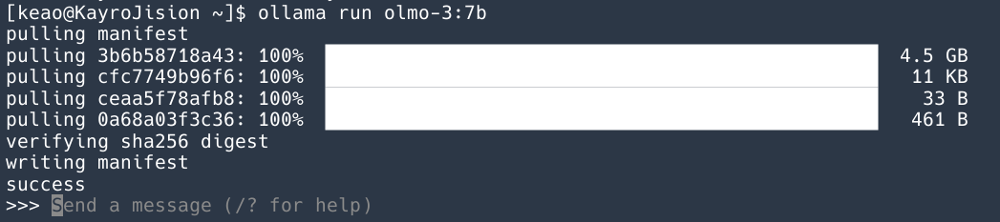 [keao@KayroJision ~]$ ollama run olmo-3:7b
pulling manifest
pulling 3b6b58718a43: 100% 4.5 GB
pulling cfc7749b96f6: 100% 11 KB
pulling ceaa5f78afb8: 100% 33 B
pulling 0a68a03f3c36: 100% 461 B
verifying sha256 digest
writing manifest
success
>>> Send a message (/? for help)